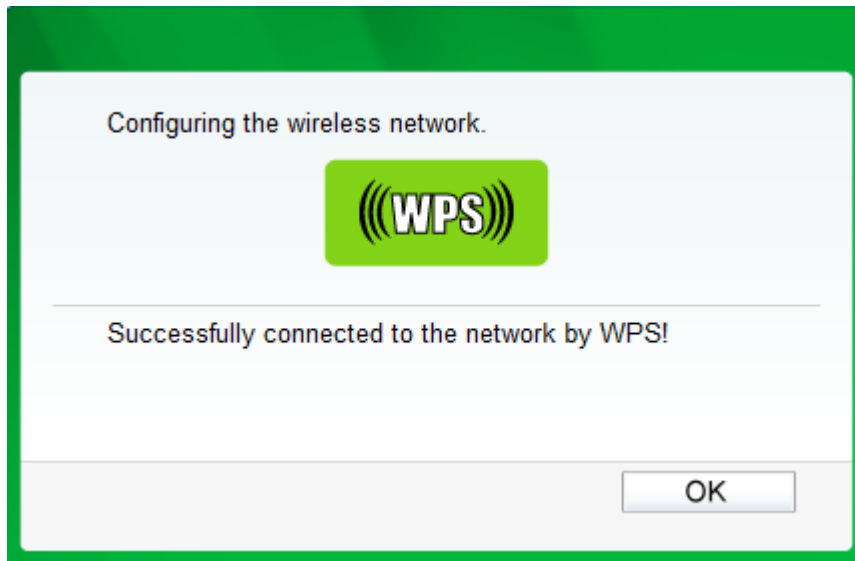 Configuring the wireless network.
WPS
Successfully connected to the network by WPS!
OK